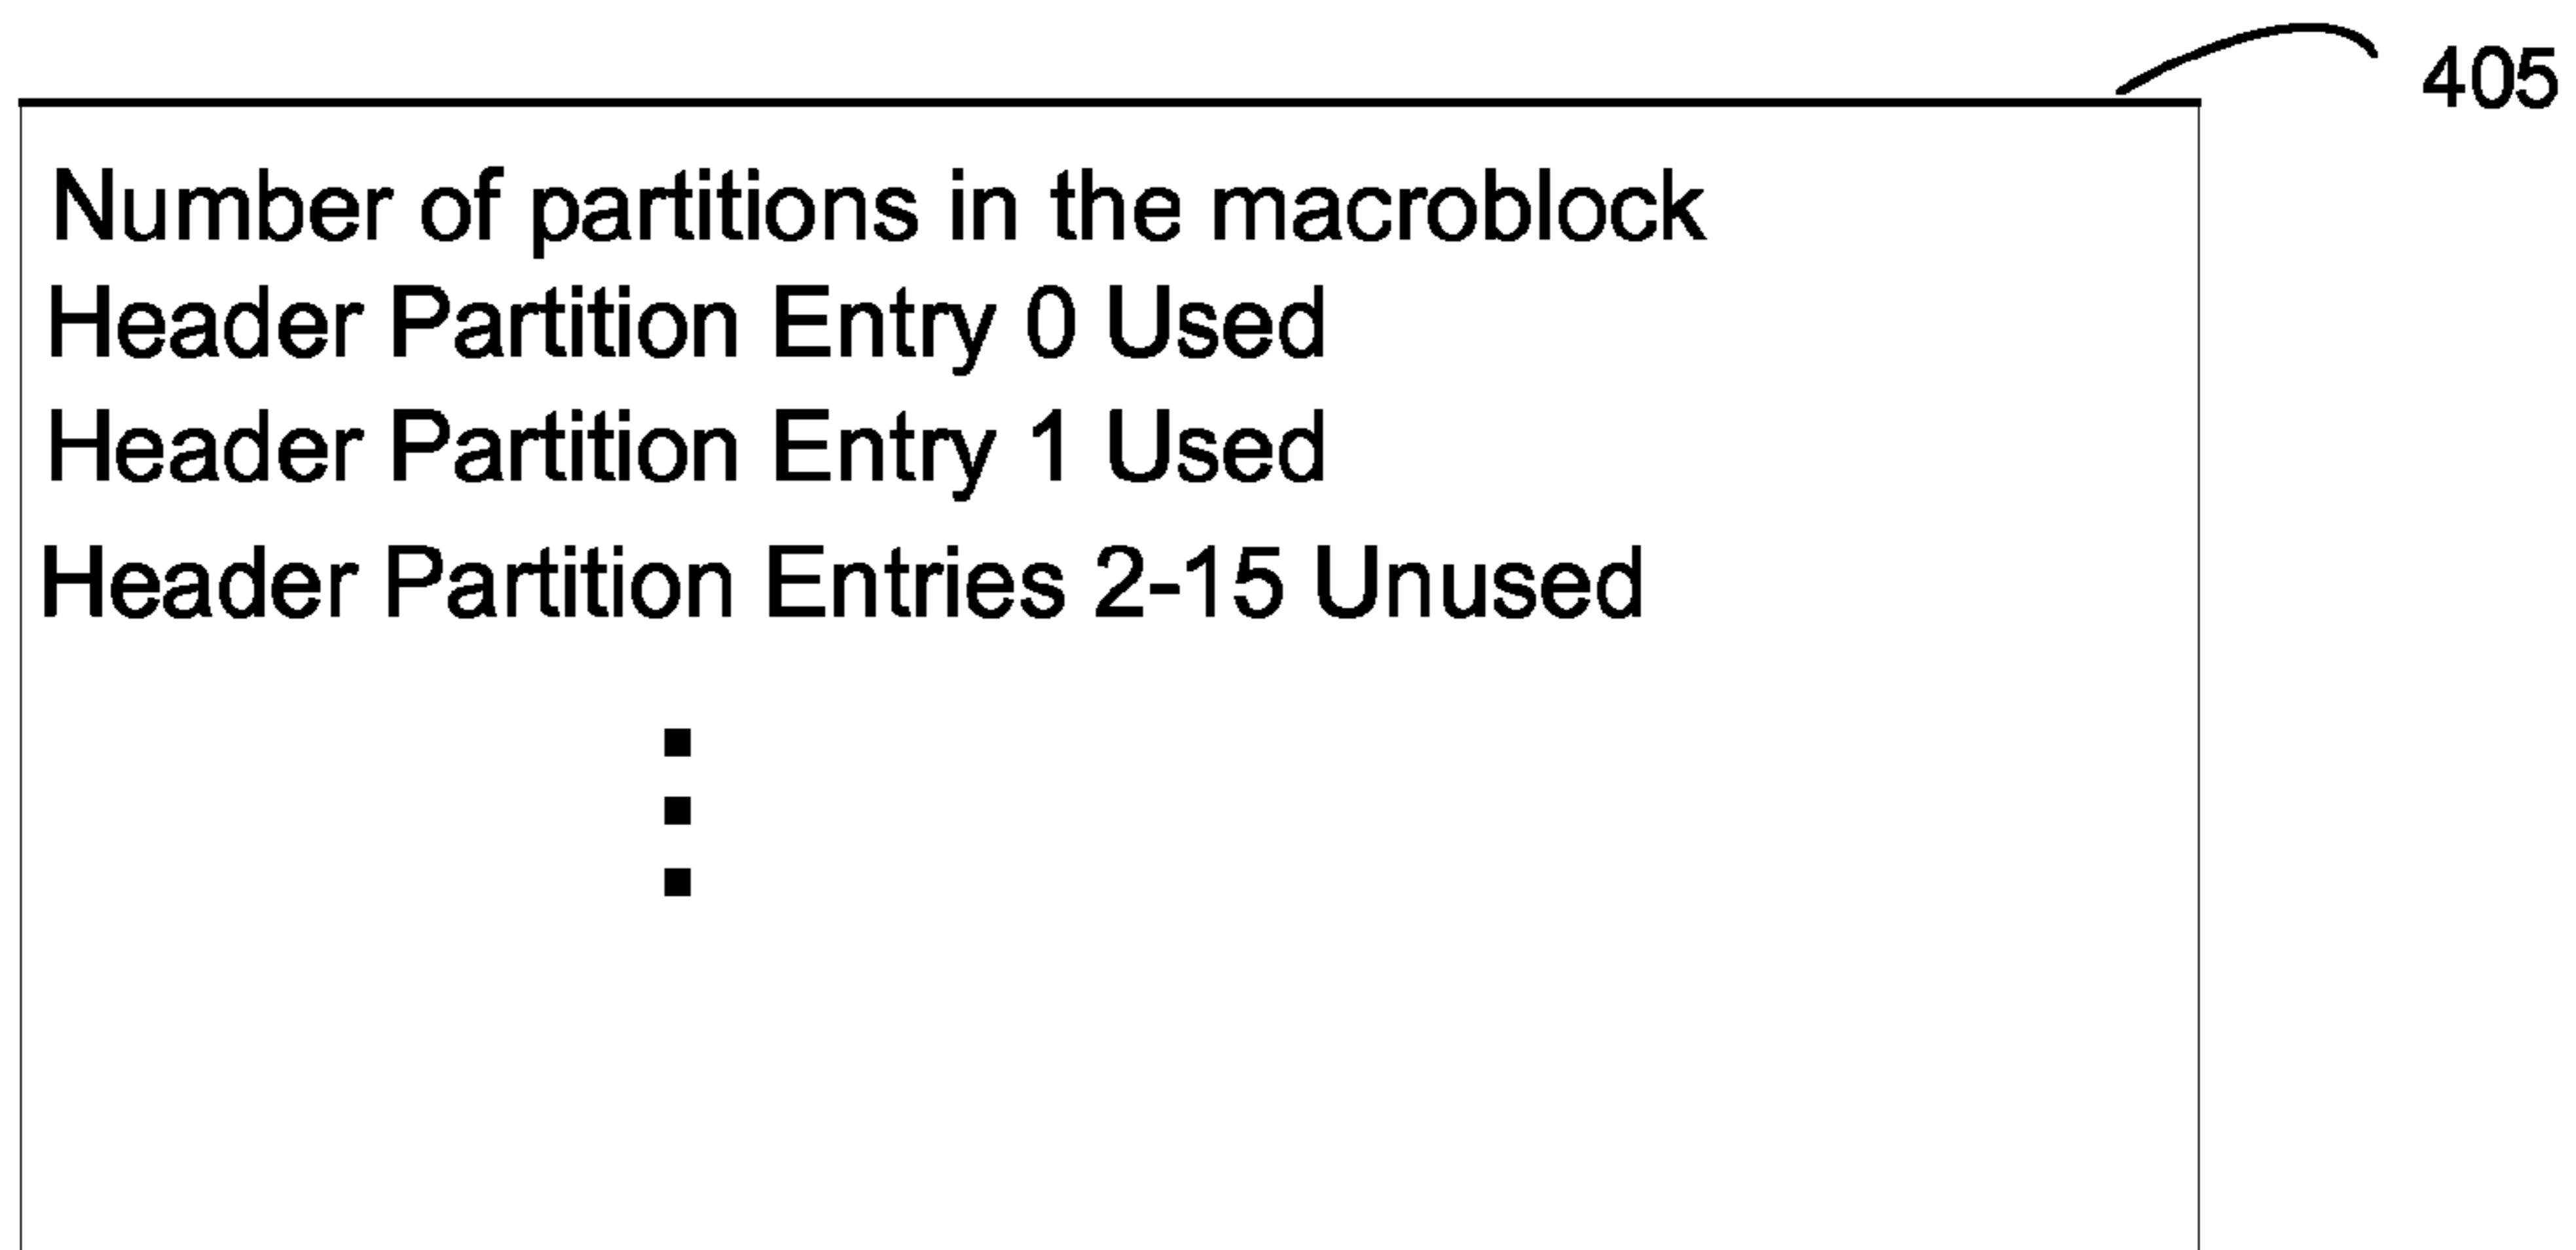 405
Number of partitions in the macroblock
Header Partition Entry 0 Used
Header Partition Entry 1 Used
Header Partition Entries 2-15 Unused